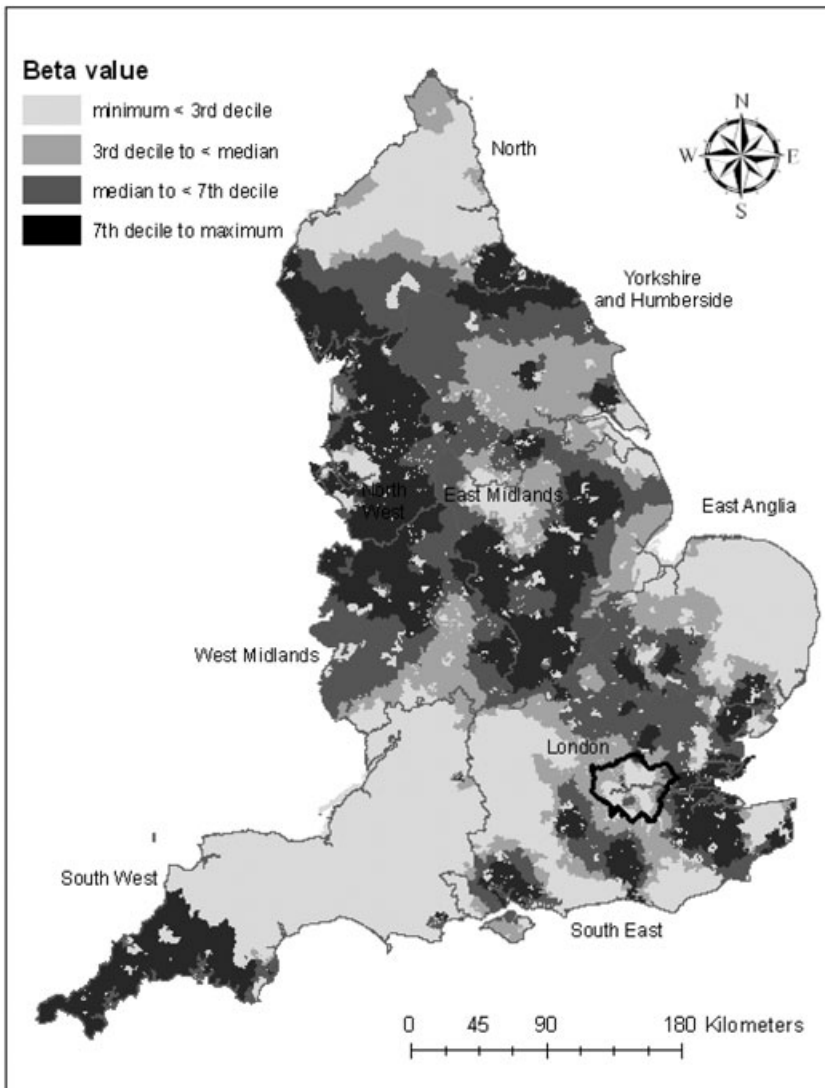 Beta value
minimum < 3rd decile
3rd decile to < median
median to < 7th decile
7th decile to maximum
N
W E
S
North
Yorkshire
and Humberside
North
West
East Midlands
East Anglia
West Midlands
London
South West
South East
0 45 90 180 Kilometers